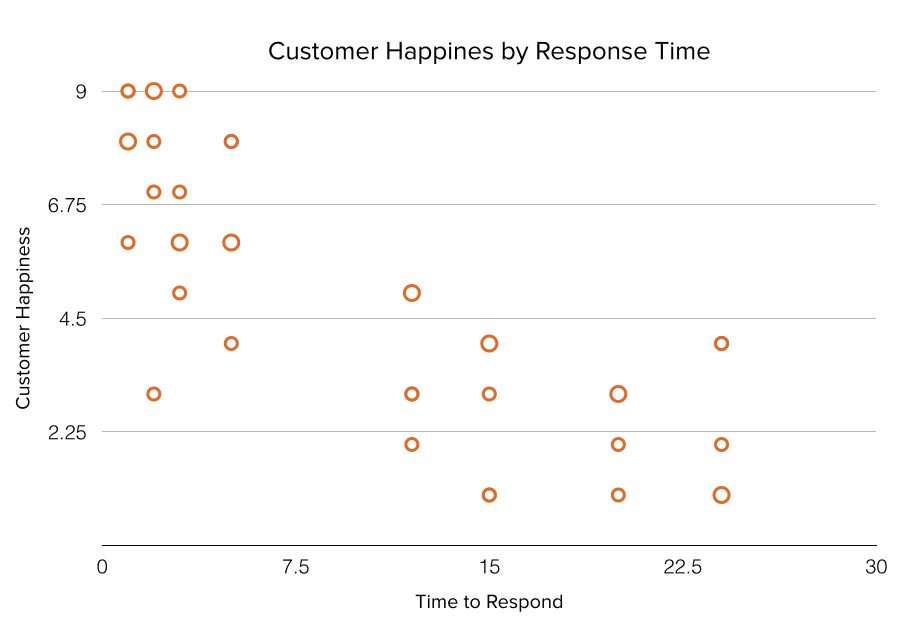 Customer Happines by Response Time
9
6.75
4.5
2.25
Customer Happiness
0 7.5 15 22.5 30
Time to Respond